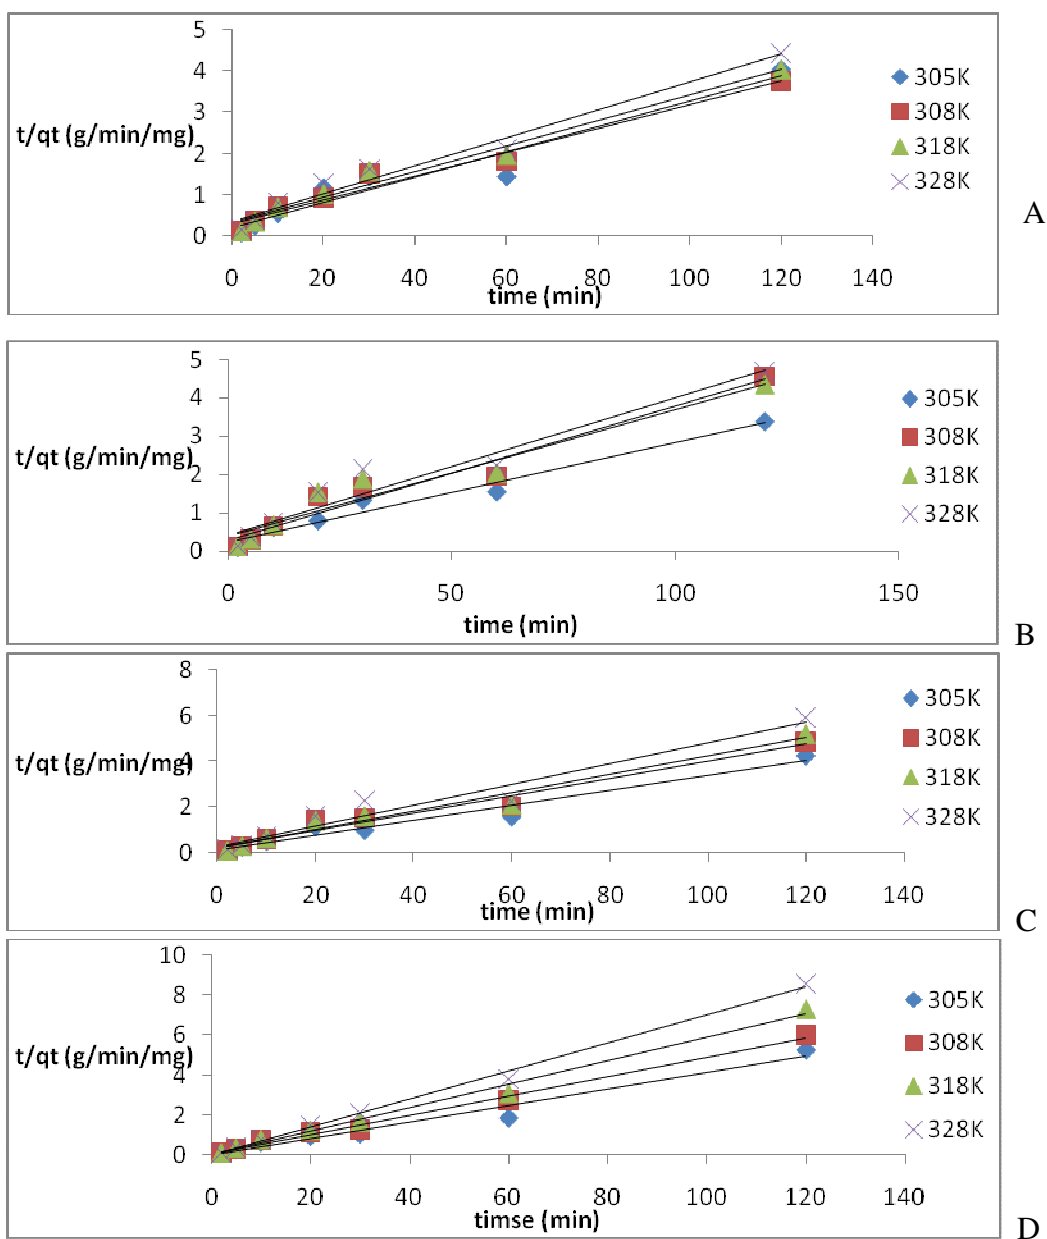 5
4
3
2
1
0
t/qt (g/min/mg)
0 20 40 60 80 100 120 140
time (min)
305K
308K
318K
328K
A
5
4
3
2
1
0
t/qt (g/min/mg)
0 50 100 150
time (min)
305K
308K
318K
328K
B
8
6
4
2
0
t/qt (g/min/mg)
0 20 40 60 80 100 120 140
time (min)
305K
308K
318K
328K
C
10
8
6
4
2
0
t/qt (g/min/mg)
0 20 40 60 80 100 120 140
timse (min)
305K
308K
318K
328K
D